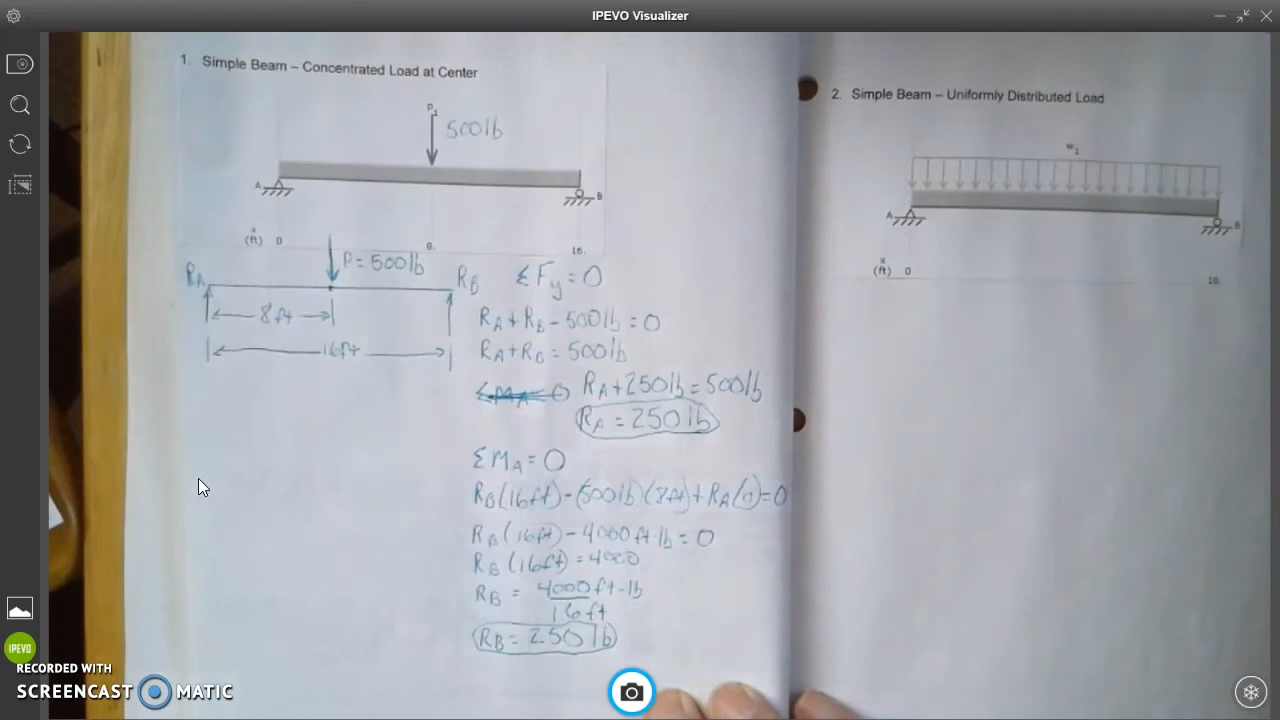 IPEVO Visualizer
1. Simple Beam – Concentrated Load at Center
P1
500lb
A
B
x
(ft) 0 8. 16.
RA
P = 500lb
RB
8ft
16ft
ΣFy = 0
RA + RB - 500lb = 0
RA + RB = 500lb
RA + 250lb = 500lb
RA = 250lb
ΣMA = 0
RB(16ft) - (500lb)(8ft) + RA(0) = 0
RB(16ft) - 4000ft·lb = 0
RB(16ft) = 4000
RB = 4000ft-lb
16ft
RB = 250lb
2. Simple Beam – Uniformly Distributed Load
w1
A
B
x
(ft) 0 16.
IPEVO
RECORDED WITH
SCREENCAST MATIC